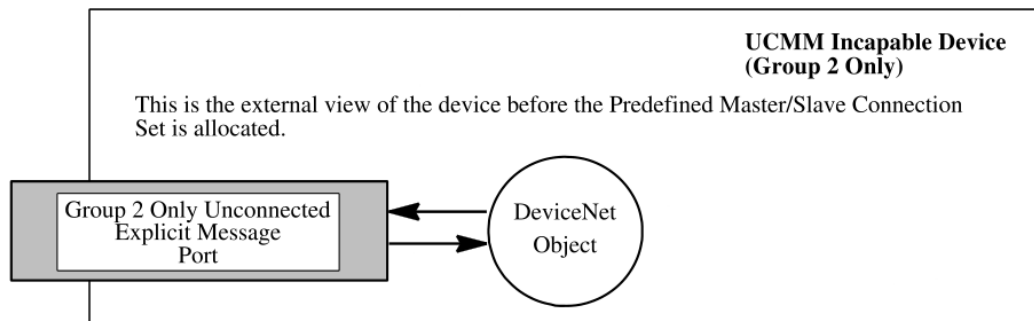 UCMM Incapable Device
(Group 2 Only)
This is the external view of the device before the Predefined Master/Slave Connection
Set is allocated.
Group 2 Only Unconnected
Explicit Message
Port
DeviceNet
Object